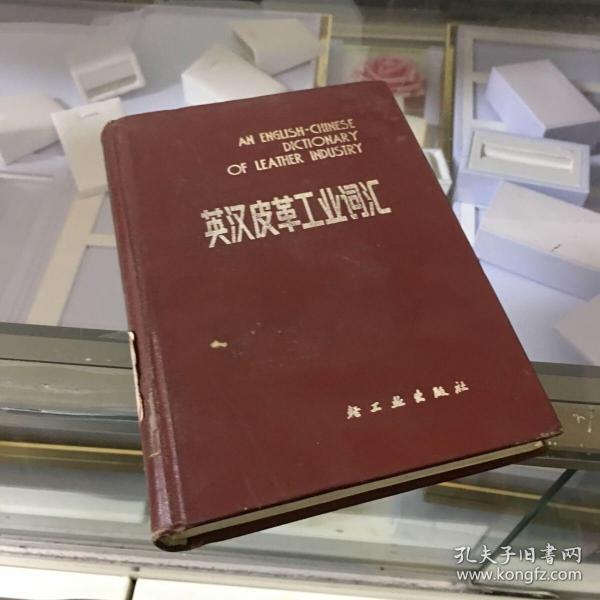 AN ENGLISH-CHINESE
DICTIONARY
OF LEATHER INDUSTRY
英汉皮革工业词汇
轻工业出版社
孔夫子旧書网
www.kongfz.com